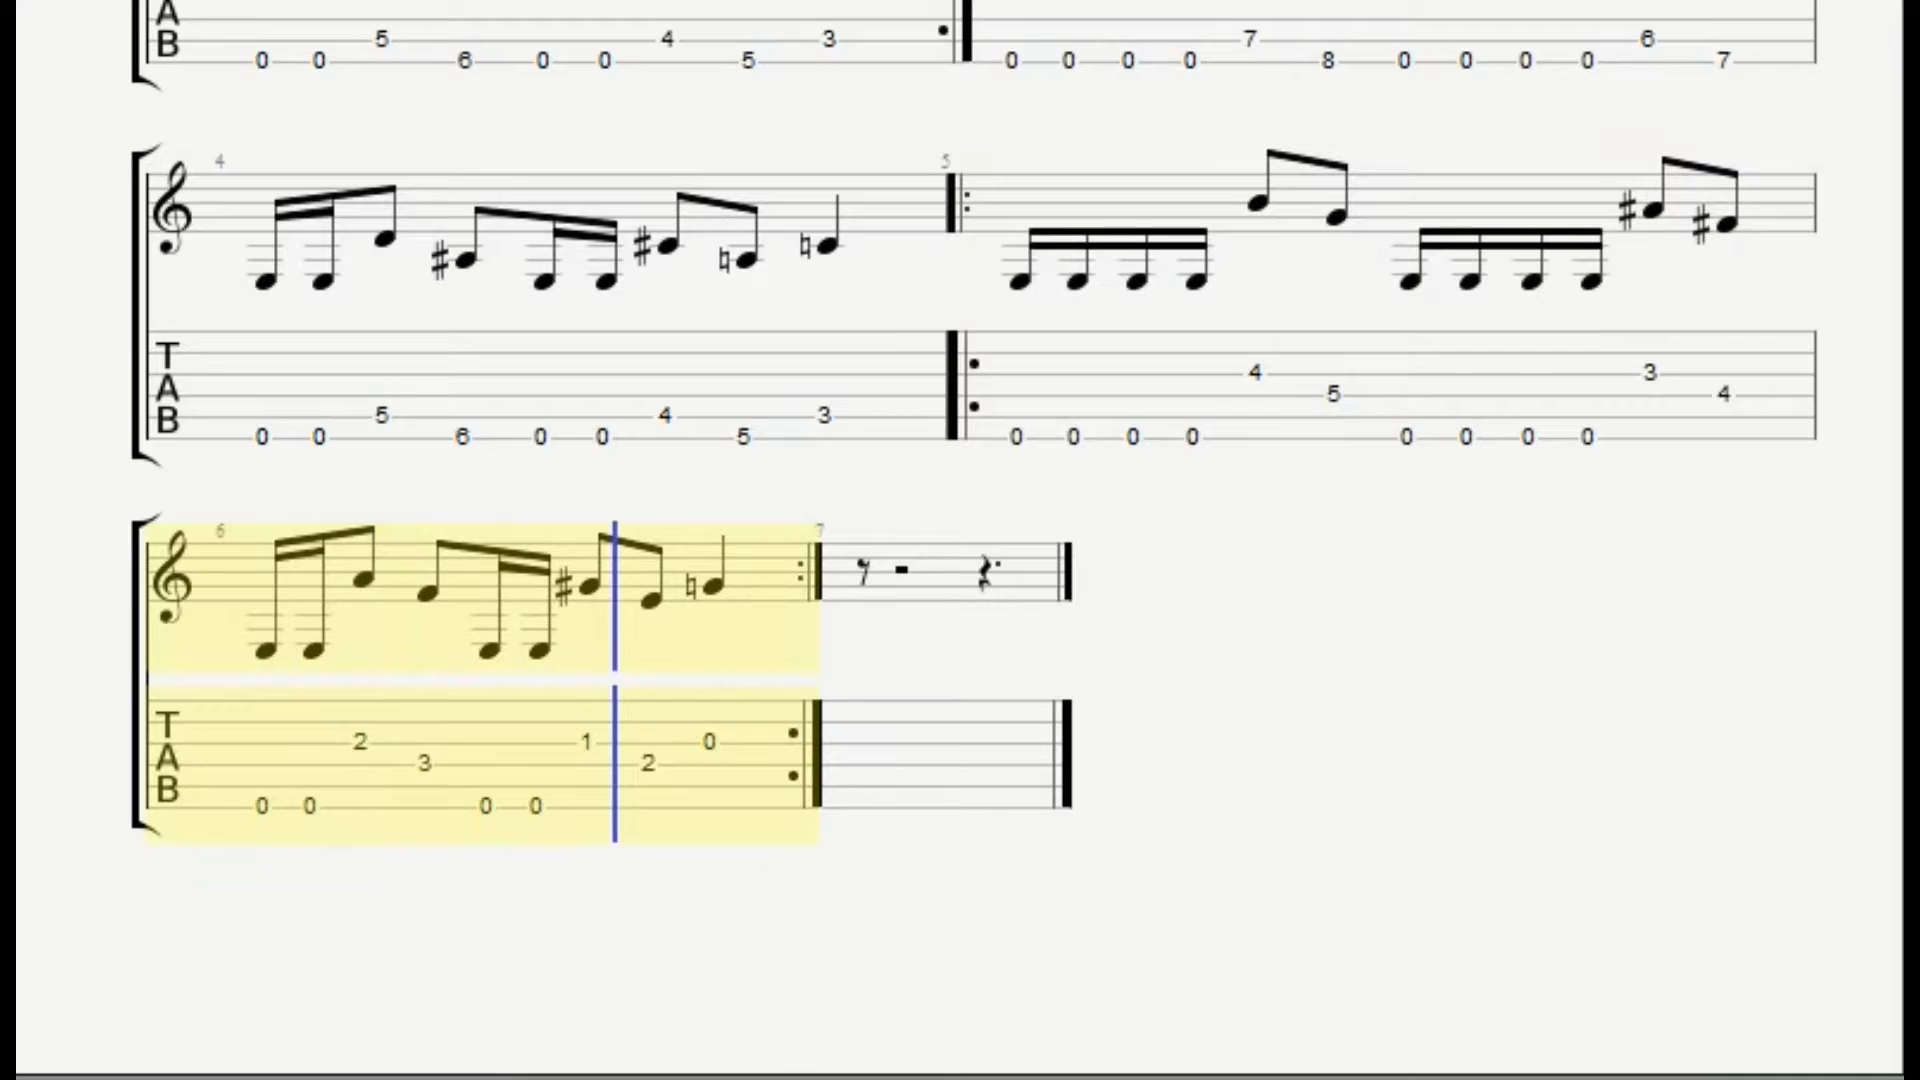 A
B
5 4 3 7 6
0 0 6 0 0 5 0 0 0 0 8 0 0 0 0 7
4 5
T
A
B
4 3
5 4
5 4 3
0 0 6 0 0 5 0 0 0 0 0 0 0 0
6 7
T
A
B
2 1 0
3 2
0 0 0 0